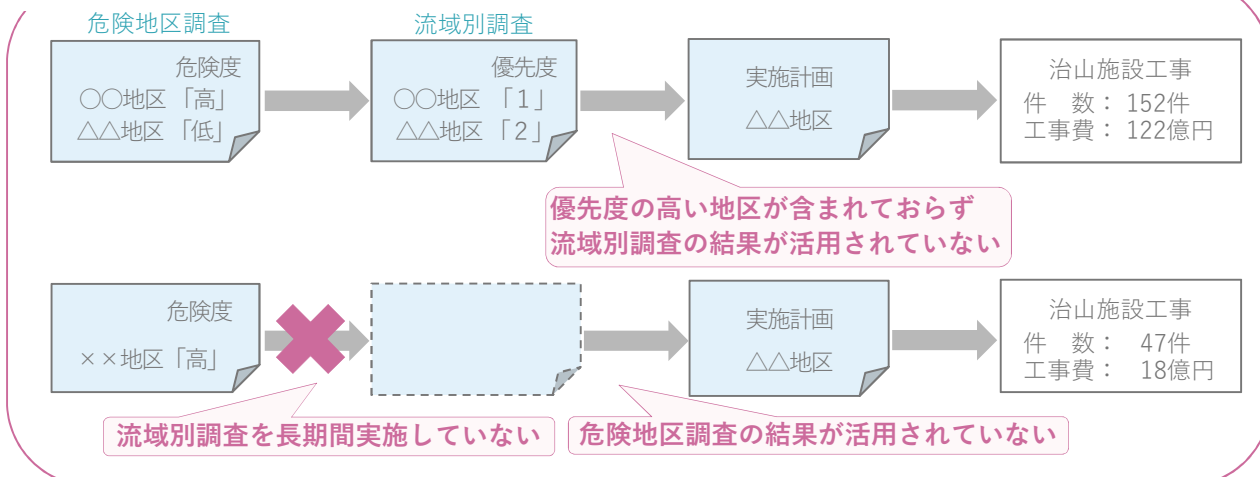 危険地区調査
流域別調査
危険度
○○地区「高」
△△地区「低」
優先度
○○地区 「１」
△△地区 「２」
実施計画
△△地区
治山施設工事
件　数： 152件
工事費： 122億円
優先度の高い地区が含まれておらず
流域別調査の結果が活用されていない
危険度
××地区「高」
実施計画
△△地区
治山施設工事
件　数：　47件
工事費：　18億円
流域別調査を長期間実施していない
危険地区調査の結果が活用されていない